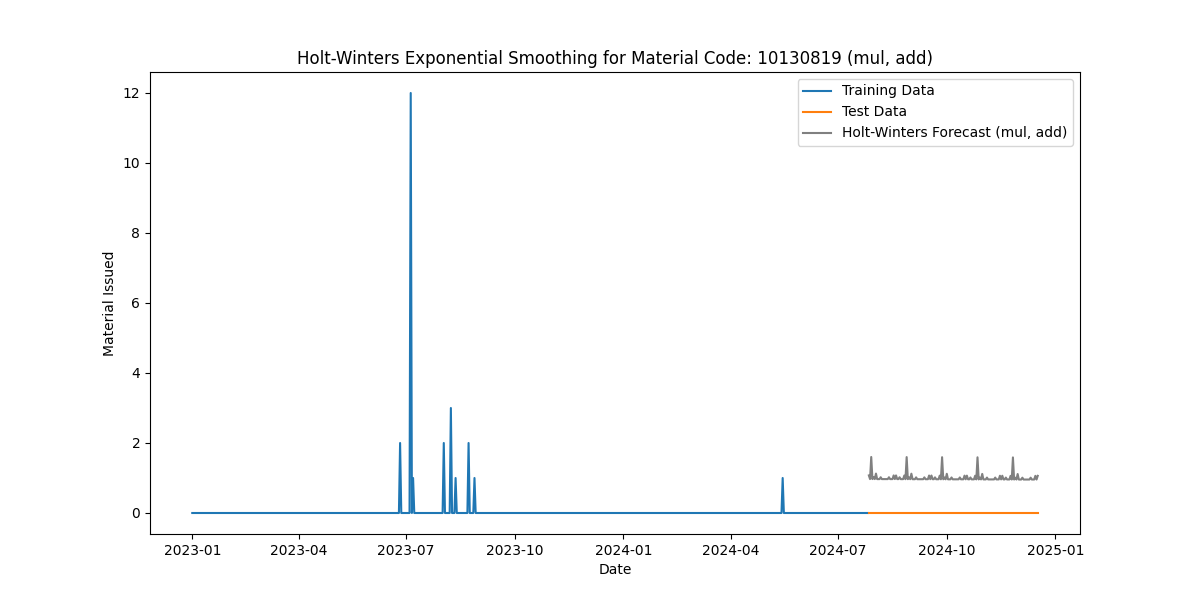 Holt-Winters Exponential Smoothing for Material Code: 10130819 (mul, add)
Training Data
Test Data
Holt-Winters Forecast (mul, add)
Material Issued
12
10
8
6
4
2
0
2023-01 2023-04 2023-07 2023-10 2024-01 2024-04 2024-07 2024-10 2025-01
Date